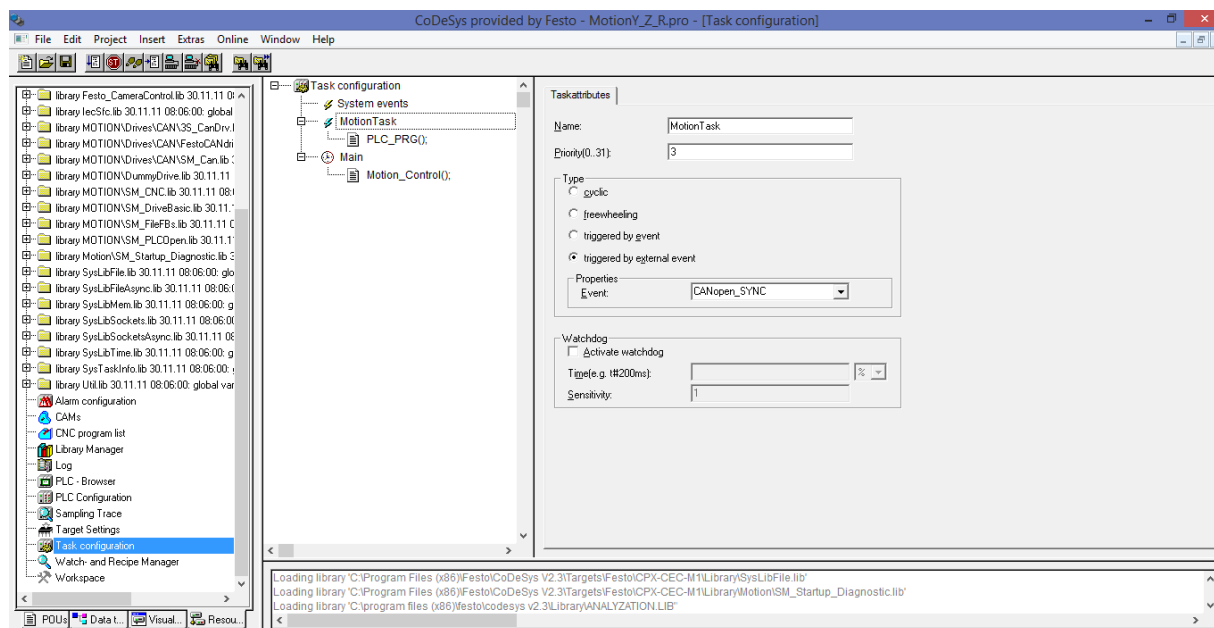 CoDeSys provided by Festo - MotionY_Z_R.pro - [Task configuration]
File Edit Project Insert Extras Online Window Help
library Festo_CameraControl.lib 30.11.11
library IecSfc.lib 30.11.11 08:06:00: global
library MOTION\Drives\CAN\3S_CanDrv.l
library MOTION\Drives\CAN\FestoCANdri
library MOTION\Drives\CAN\SM_Can.lib
library MOTION\DummyDrive.lib 30.11.11
library MOTION\SM_CNC.lib 30.11.11 08:
library MOTION\SM_DriveBasic.lib 30.11.
library MOTION\SM_FileFBs.lib 30.11.11
library MOTION\SM_PLCOpen.lib 30.11.1
library Motion\SM_Startup_Diagnostic.lib
library SysLibFile.lib 30.11.11 08:06:00: glo
library SysLibFileAsync.lib 30.11.11 08:06:
library SysLibMem.lib 30.11.11 08:06:00: g
library SysLibSockets.lib 30.11.11 08:06:0
library SysLibSocketsAsync.lib 30.11.11
library SysLibTime.lib 30.11.11 08:06:00: g
library SysTaskInfo.lib 30.11.11 08:06:00:
library Util.lib 30.11.11 08:06:00: global var
Alarm configuration
CAMs
CNC program list
Library Manager
Log
PLC - Browser
PLC Configuration
Sampling Trace
Target Settings
Task configuration
Watch- and Recipe Manager
Workspace
POUs Data t... Visual... Resou...
Task configuration
System events
MotionTask
PLC_PRG();
Main
Motion_Control();
Taskattributes
Name: MotionTask
Priority(0..31): 3
Type
cyclic
freewheeling
triggered by event
triggered by external event
Properties
Event: CANopen_SYNC
Watchdog
Activate watchdog
Time(e.g. t#200ms): %
Sensitivity: 1
Loading library 'C:\Program Files (x86)\Festo\CoDeSys V2.3\Targets\Festo\CPX-CEC-M1\Library\SysLibFile.lib'
Loading library 'C:\Program Files (x86)\Festo\CoDeSys V2.3\Targets\Festo\CPX-CEC-M1\Library\Motion\SM_Startup_Diagnostic.lib'
Loading library 'C:\program files (x86)\festo\codesys v2.3\Library\ANALYZATION.LIB'